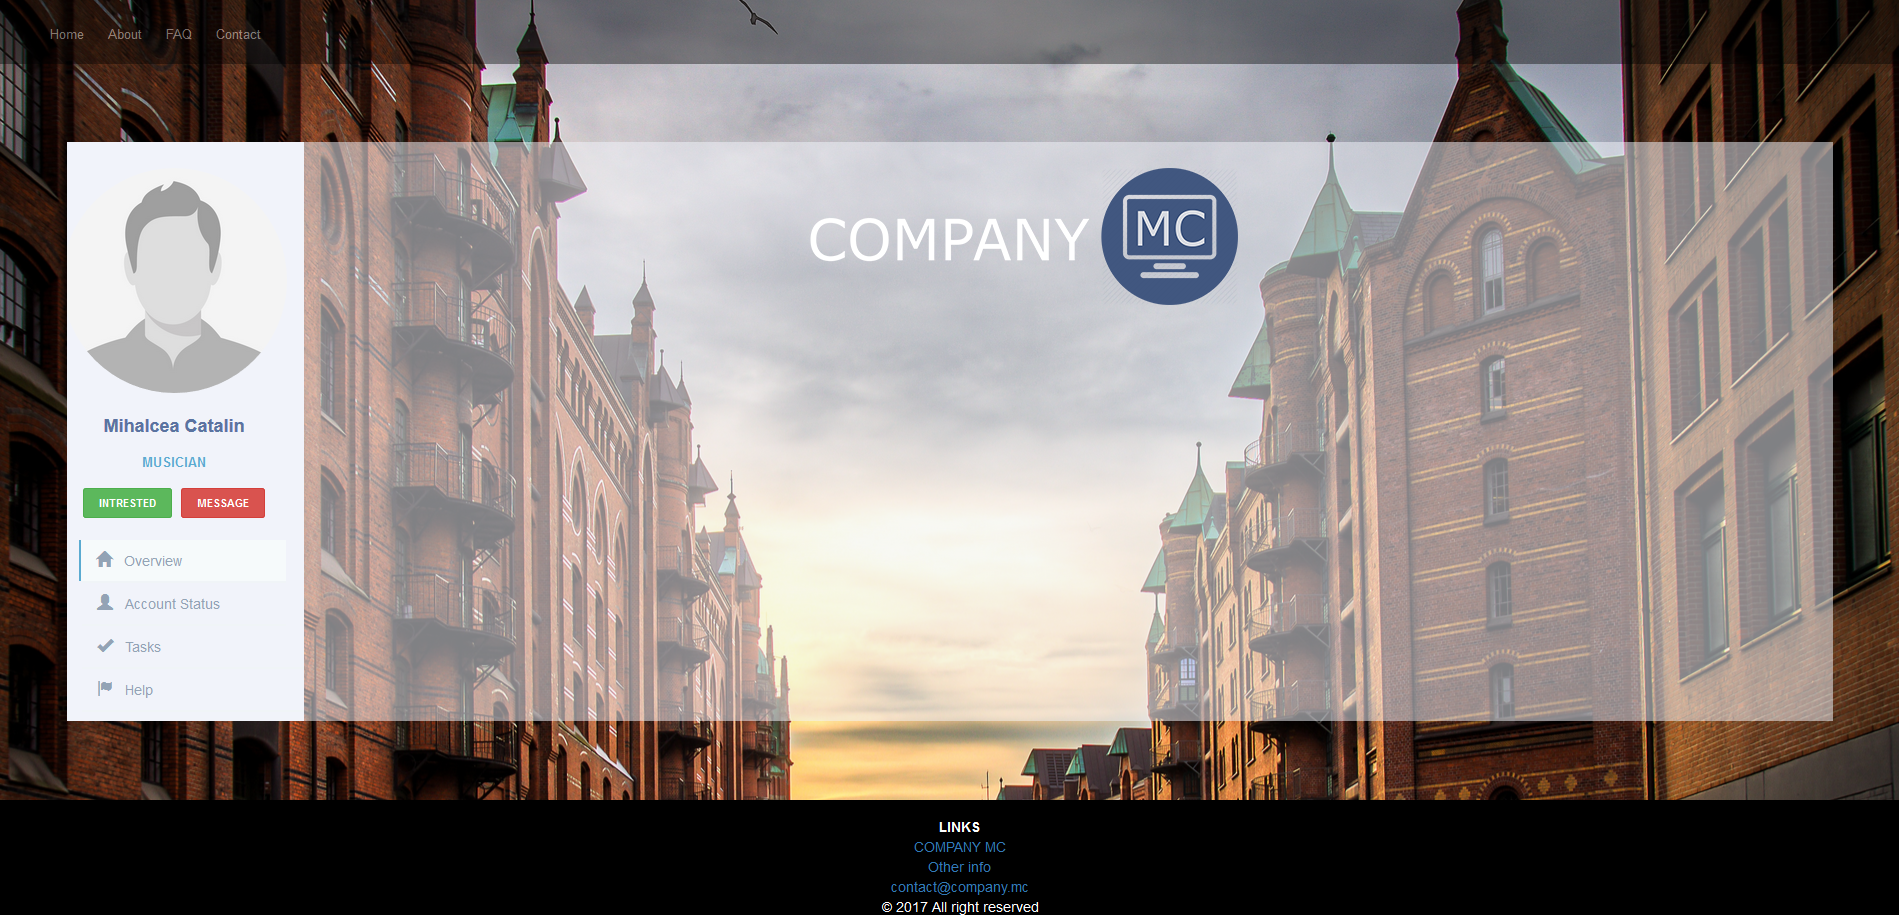 Home About FAQ Contact
COMPANY MC
Mihalcea Catalin
MUSICIAN
INTRESTED MESSAGE
Overview
Account Status
Tasks
Help
LINKS
COMPANY MC
Other info
contact@company.mc
© 2017 All right reserved